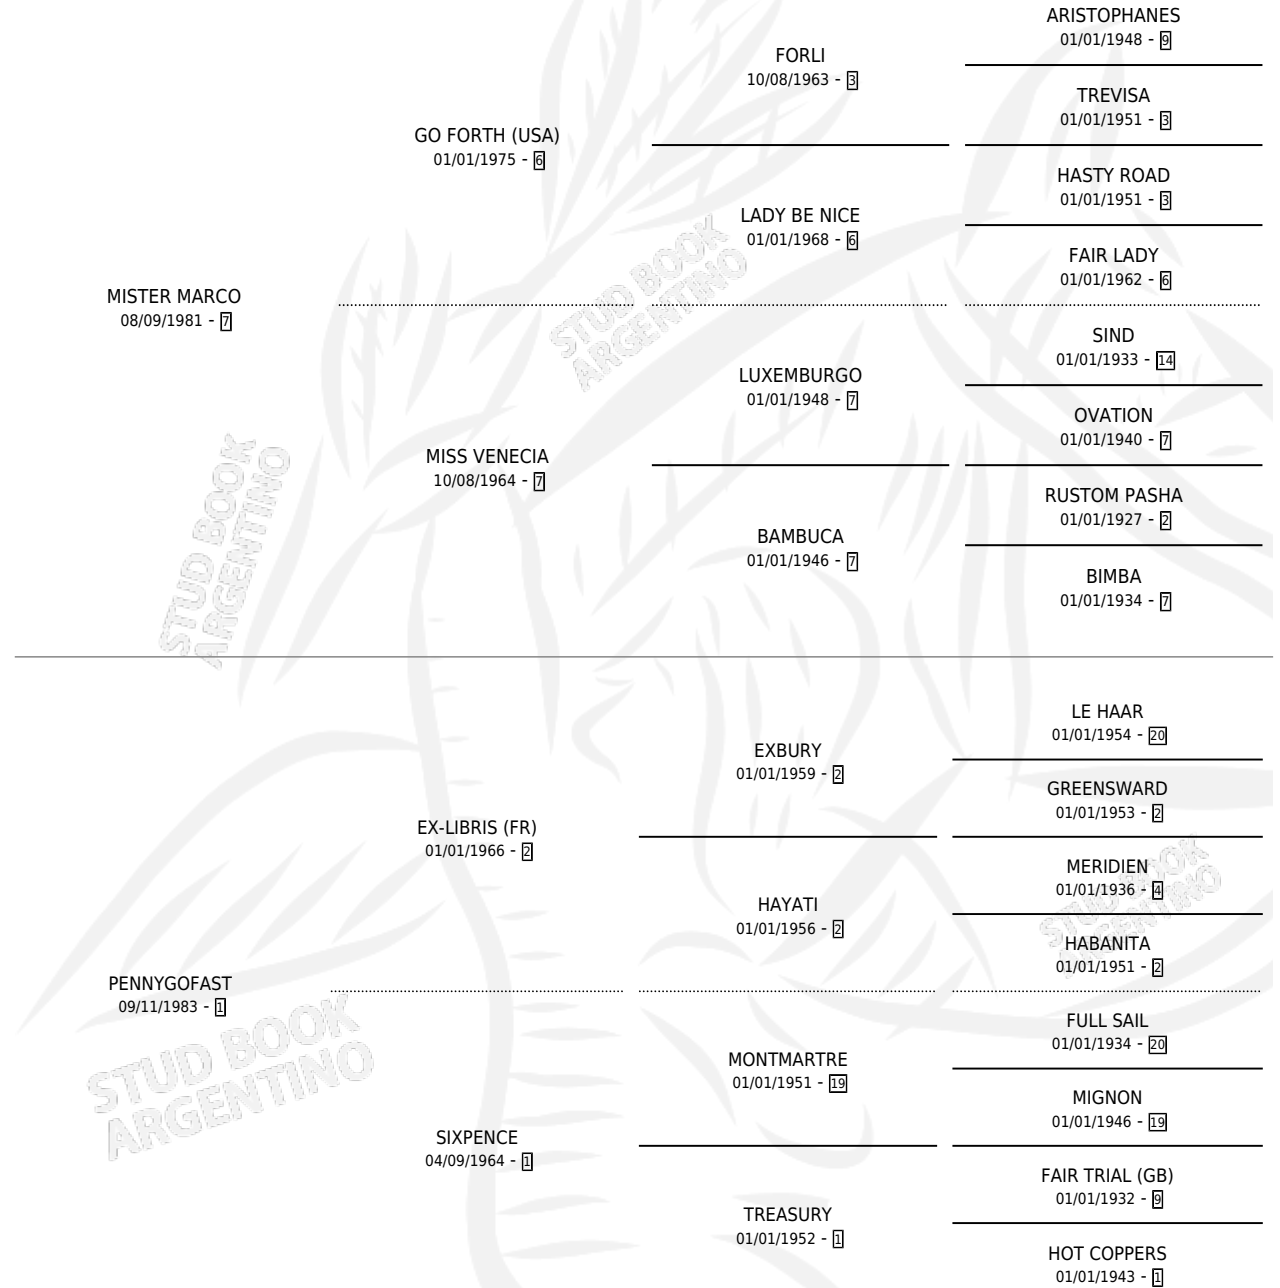 ARISTOPHANES
01/01/1948 - 9
FORLI
10/08/1963 - 3
TREVISA
01/01/1951 - 3
GO FORTH (USA)
01/01/1975 - 6
HASTY ROAD
01/01/1951 - 3
LADY BE NICE
01/01/1968 - 6
FAIR LADY
01/01/1962 - 6
MISTER MARCO
08/09/1981 - 7
STUD BOOK
ARGENTINO
SIND
01/01/1933 - 14
LUXEMBURGO
01/01/1948 - 7
OVATION
01/01/1940 - 7
MISS VENECIA
10/08/1964 - 7
RUSTOM PASHA
01/01/1927 - 2
BAMBUCA
01/01/1946 - 7
BIMBA
01/01/1934 - 7
STUD BOOK
ARGENTINO
LE HAAR
01/01/1954 - 20
EXBURY
01/01/1959 - 2
GREENSWARD
01/01/1953 - 2
EX-LIBRIS (FR)
01/01/1966 - 2
MERIDIEN
01/01/1936 - 4
HAYATI
01/01/1956 - 2
HABANITA
01/01/1951 - 2
STUD BOOK
ARGENTINO
PENNYGOFAST
09/11/1983 - 1
STUD BOOK
ARGENTINO
FULL SAIL
01/01/1934 - 20
MONTMARTRE
01/01/1951 - 19
MIGNON
01/01/1946 - 19
SIXPENCE
04/09/1964 - 1
FAIR TRIAL (GB)
01/01/1932 - 9
TREASURY
01/01/1952 - 1
HOT COPPERS
01/01/1943 - 1